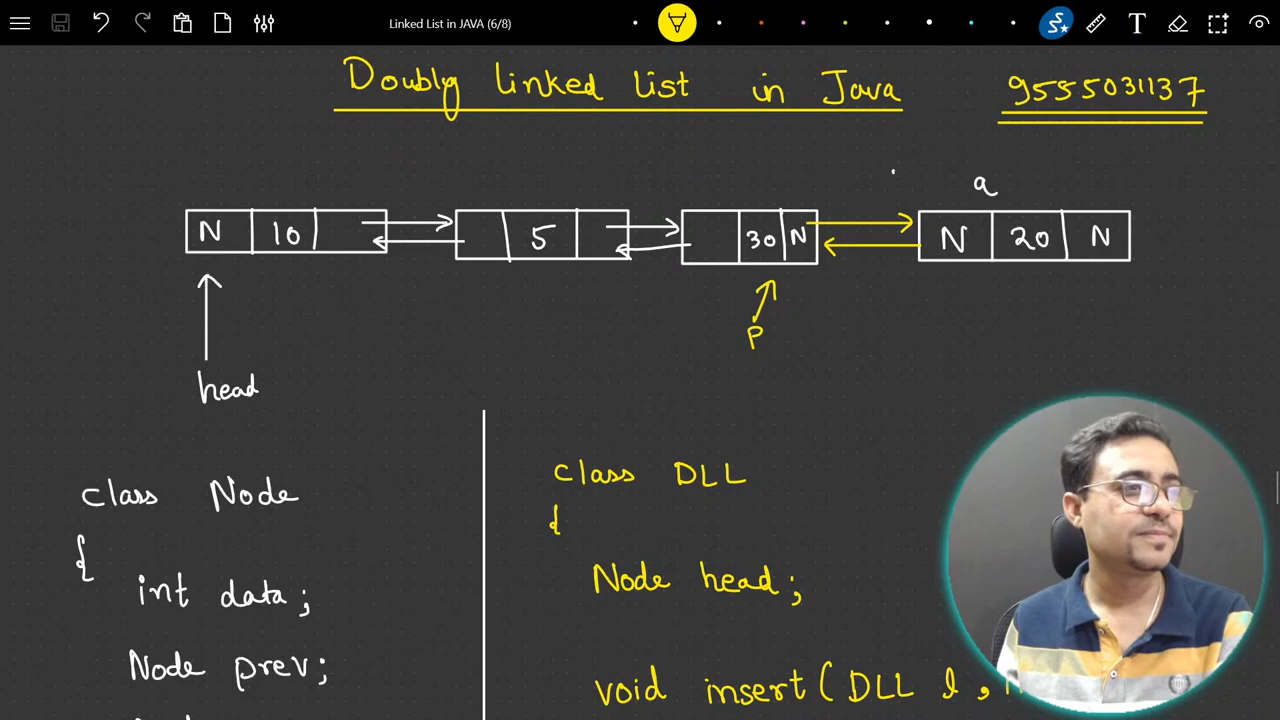 Linked List in JAVA (6/8)
T
Doubly linked list in Java 9555031137
a
N 10 5 30 N N 20 N
P
head
class Node
{
int data;
Node prev;
class DLL
{
Node head;
void insert( DLL l ,